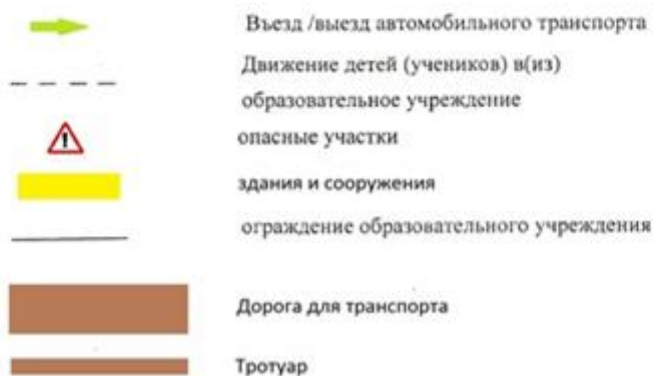 Въезд /выезд автомобильного транспорта
Движение детей (учеников) в(из)
образовательное учреждение
опасные участки
здания и сооружения
ограждение образовательного учреждения
Дорога для транспорта
Тротуар